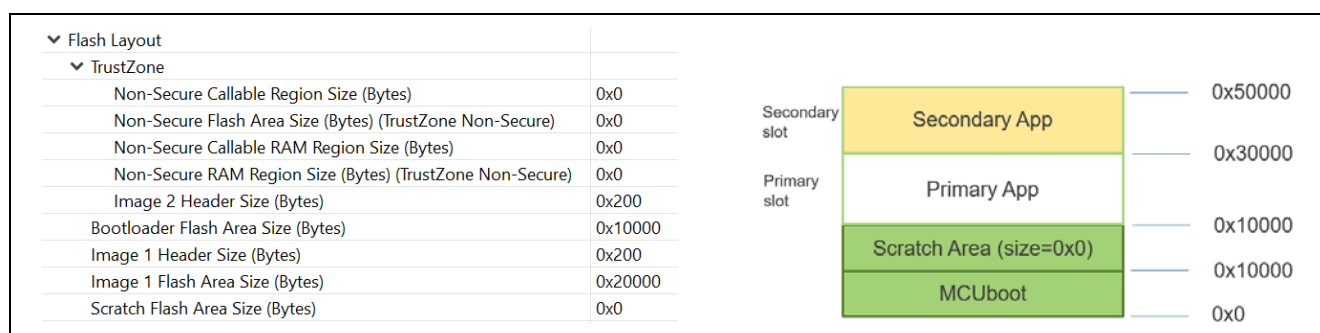 Flash Layout
TrustZone
Non-Secure Callable Region Size (Bytes) 0x0
Non-Secure Flash Area Size (Bytes) (TrustZone Non-Secure) 0x0
Non-Secure Callable RAM Region Size (Bytes) 0x0
Non-Secure RAM Region Size (Bytes) (TrustZone Non-Secure) 0x0
Image 2 Header Size (Bytes) 0x200
Bootloader Flash Area Size (Bytes) 0x10000
Image 1 Header Size (Bytes) 0x200
Image 1 Flash Area Size (Bytes) 0x20000
Scratch Flash Area Size (Bytes) 0x0
0x50000
Secondary
slot
Secondary App
0x30000
Primary
slot
Primary App
0x10000
Scratch Area (size=0x0)
0x10000
MCUboot
0x0